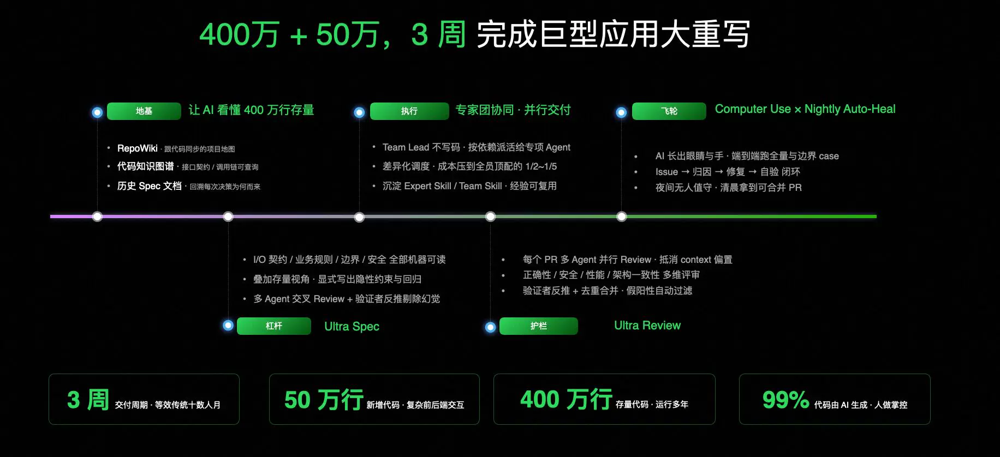 400万 + 50万，3 周 完成巨型应用大重写
地基 让 AI 看懂 400 万行存量
• RepoWiki · 跟代码同步的项目地图
• 代码知识图谱 · 接口契约 / 调用链可查询
• 历史 Spec 文档 · 回溯每次决策为何而来
执行 专家团协同 · 并行交付
• Team Lead 不写码 · 按依赖派活给专项 Agent
• 差异化调度 · 成本压到全员顶配的 1/2~1/5
• 沉淀 Expert Skill / Team Skill · 经验可复用
飞轮 Computer Use × Nightly Auto-Heal
• AI 长出眼睛与手 · 端到端跑全量与边界 case
• Issue → 归因 → 修复 → 自验 闭环
• 夜间无人值守 · 清晨拿到可合并 PR
• I/O 契约 / 业务规则 / 边界 / 安全 全部机器可读
• 叠加存量视角 · 显式写出隐性约束与回归
• 多 Agent 交叉 Review + 验证者反推剔除幻觉
杠杆 Ultra Spec
• 每个 PR 多 Agent 并行 Review · 抵消 context 偏置
• 正确性 / 安全 / 性能 / 架构一致性 多维评审
• 验证者反推 + 去重合并 · 假阳性自动过滤
护栏 Ultra Review
3 周 交付周期 · 等效传统十数人月
50 万行 新增代码 · 复杂前后端交互
400 万行 存量代码 · 运行多年
99% 代码由 AI 生成 · 人做掌控